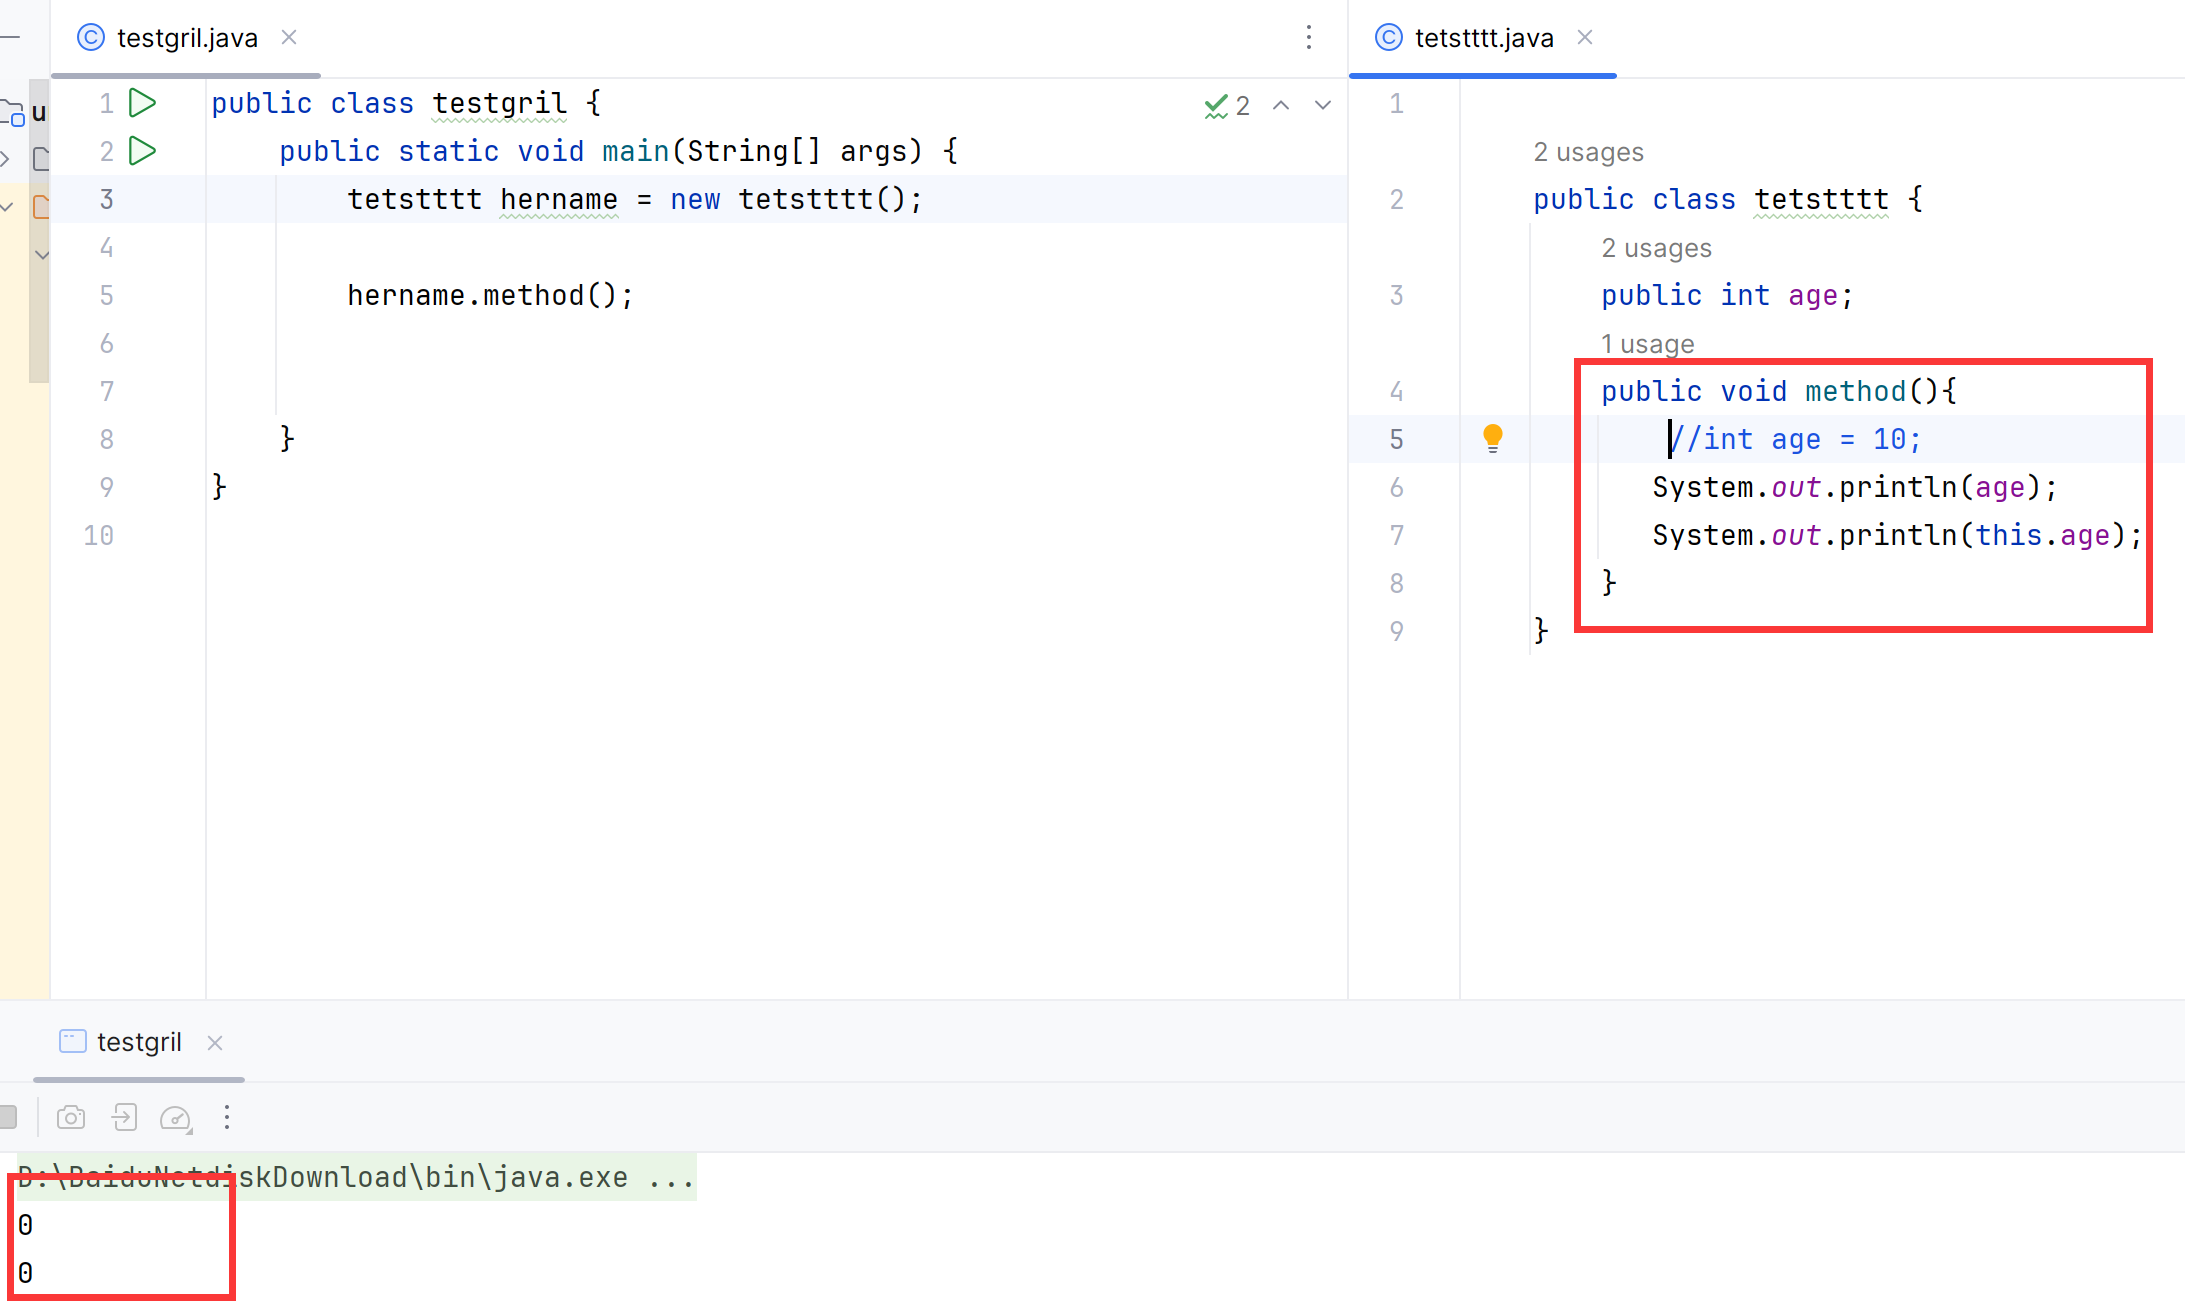 testgril.java
tetstttt.java
u
1 public class testgril {
2 public static void main(String[] args) {
3 tetstttt hername = new tetstttt();
4
5 hername.method();
6
7
8 }
9 }
10
2
1
2 usages
2 public class tetstttt {
2 usages
3 public int age;
1 usage
4 public void method(){
5 //int age = 10;
6 System.out.println(age);
7 System.out.println(this.age);
8 }
9 }
testgril
D:\BaiduNetdiskDownload\bin\java.exe ...
0
0